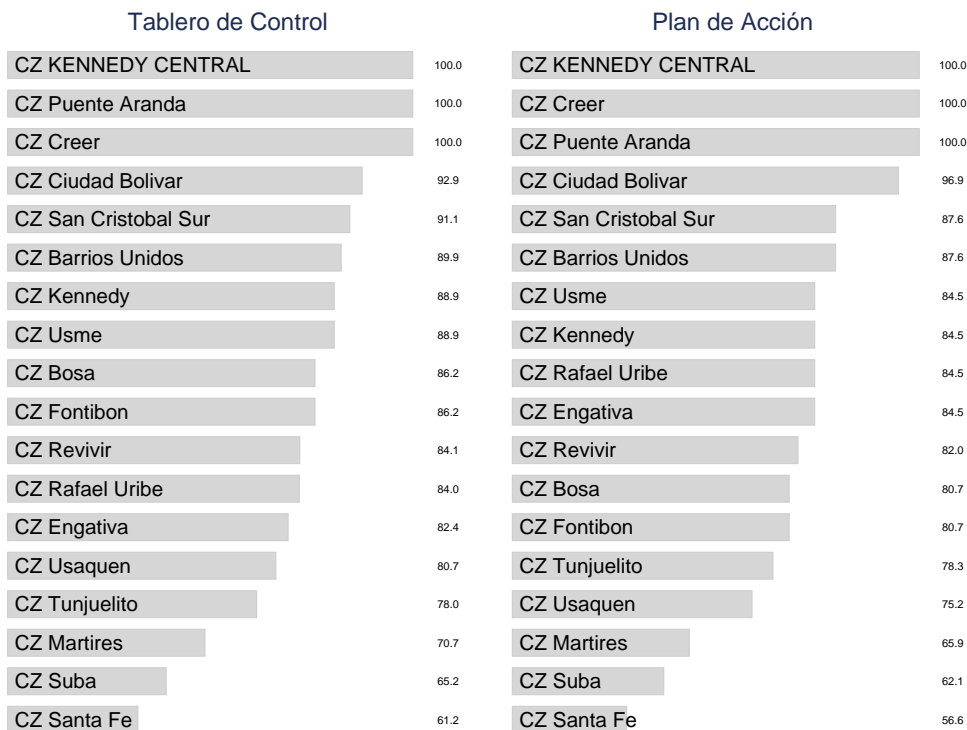 Tablero de Control
CZ KENNEDY CENTRAL 100.0
CZ Puente Aranda 100.0
CZ Creer 100.0
CZ Ciudad Bolivar 92.9
CZ San Cristobal Sur 91.1
CZ Barrios Unidos 89.9
CZ Kennedy 88.9
CZ Usme 88.9
CZ Bosa 86.2
CZ Fontibon 86.2
CZ Revivir 84.1
CZ Rafael Uribe 84.0
CZ Engativa 82.4
CZ Usaquen 80.7
CZ Tunjuelito 78.0
CZ Martires 70.7
CZ Suba 65.2
CZ Santa Fe 61.2
Plan de Acción
CZ KENNEDY CENTRAL 100.0
CZ Creer 100.0
CZ Puente Aranda 100.0
CZ Ciudad Bolivar 96.9
CZ San Cristobal Sur 87.6
CZ Barrios Unidos 87.6
CZ Usme 84.5
CZ Kennedy 84.5
CZ Rafael Uribe 84.5
CZ Engativa 84.5
CZ Revivir 82.0
CZ Bosa 80.7
CZ Fontibon 80.7
CZ Tunjuelito 78.3
CZ Usaquen 75.2
CZ Martires 65.9
CZ Suba 62.1
CZ Santa Fe 56.6